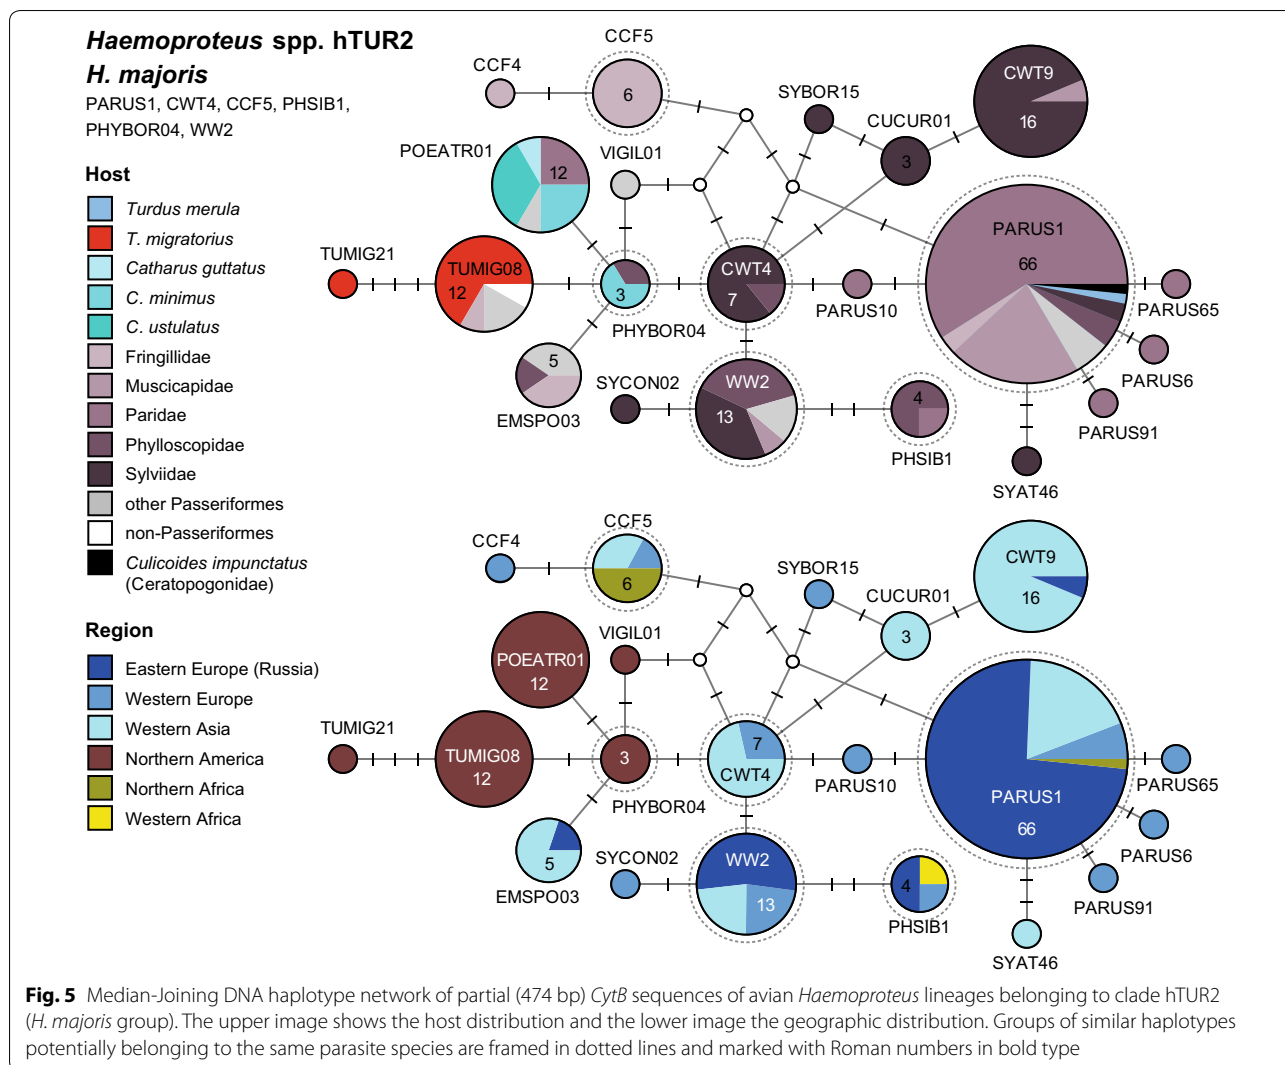 Haemoproteus spp. hTUR2
H. majoris
PARUS1, CWT4, CCF5, PHSIB1,
PHYBOR04, WW2
Host
Turdus merula
T. migratorius
Catharus guttatus
C. minimus
C. ustulatus
Fringillidae
Muscicapidae
Paridae
Phylloscopidae
Sylviidae
other Passeriformes
non-Passeriformes
Culicoides impunctatus
(Ceratopogonidae)
CCF5
CCF4
6
SYBOR15
CWT9
16
CUCUR01
3
POEATR01
12
VIGIL01
TUMIG21
TUMIG08
12
3
PHYBOR04
CWT4
7
PARUS10
PARUS1
66
PARUS65
PARUS6
PARUS91
SYAT46
5
EMSPO03
SYCON02
WW2
13
4
PHSIB1
Region
Eastern Europe (Russia)
Western Europe
Western Asia
Northern America
Northern Africa
Western Africa
CCF5
CCF4
6
SYBOR15
CWT9
16
CUCUR01
3
POEATR01
12
VIGIL01
TUMIG21
TUMIG08
12
3
PHYBOR04
7
CWT4
PARUS10
PARUS1
66
PARUS65
PARUS6
PARUS91
SYAT46
5
EMSPO03
SYCON02
WW2
13
4
PHSIB1
Fig. 5 Median-Joining DNA haplotype network of partial (474 bp) CytB sequences of avian Haemoproteus lineages belonging to clade hTUR2
(H. majoris group). The upper image shows the host distribution and the lower image the geographic distribution. Groups of similar haplotypes
potentially belonging to the same parasite species are framed in dotted lines and marked with Roman numbers in bold type